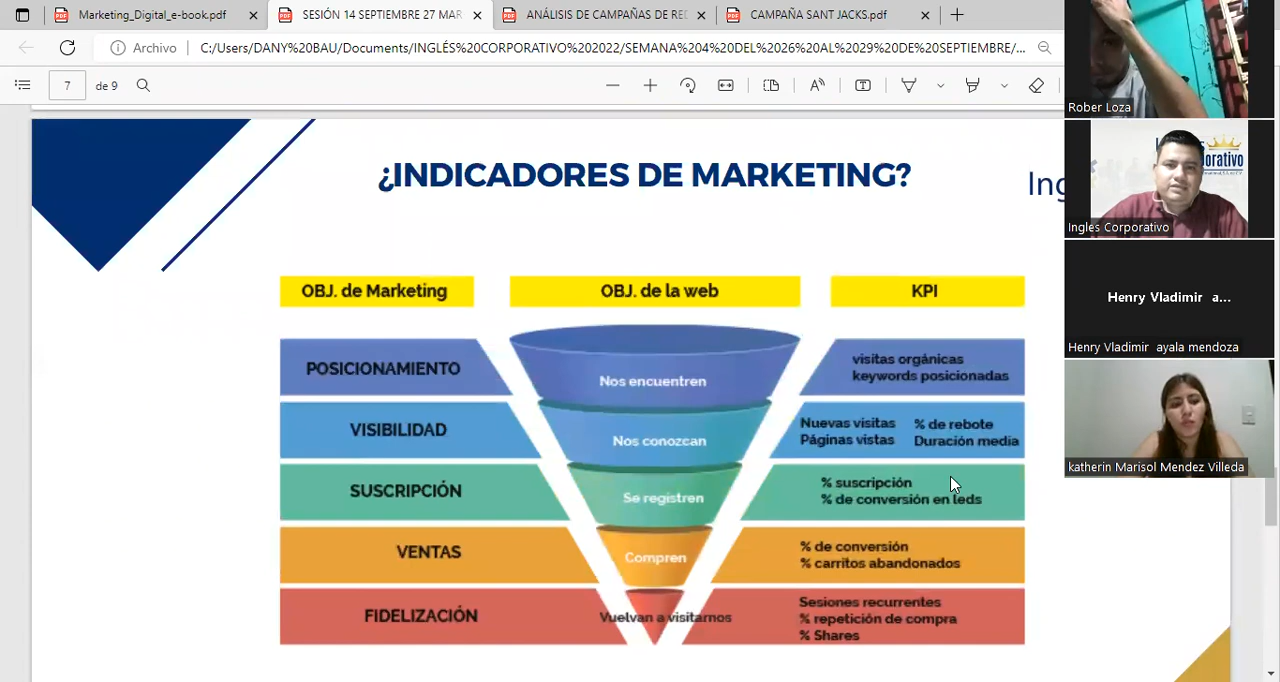 Marketing_Digital_e-book.pdf
SESIÓN 14 SEPTIEMBRE 27 MAR
ANÁLISIS DE CAMPAÑAS DE RED
CAMPAÑA SANT JACKS.pdf
Archivo
C:/Users/DANY%20BAU/Documents/INGLÉS%20CORPORATIVO%202022/SEMANA%204%20DEL%2026%20AL%2029%20DE%20SEPTIEMBRE/...
7
de 9
Rober Loza
orativo
Ingles Corporativo
Henry Vladimir a...
Henry Vladimir ayala mendoza
katherin Marisol Mendez Villeda
¿INDICADORES DE MARKETING?
Ing
OBJ. de Marketing
OBJ. de la web
KPI
POSICIONAMIENTO
Nos encuentren
visitas orgánicas
keywords posicionadas
VISIBILIDAD
Nos conozcan
Nuevas visitas
Páginas vistas
% de rebote
Duración media
SUSCRIPCIÓN
Se registren
% suscripción
% de conversión en leds
VENTAS
Compren
% de conversión
% carritos abandonados
FIDELIZACIÓN
Vuelvan a visitarnos
Sesiones recurrentes
% repetición de compra
% Shares